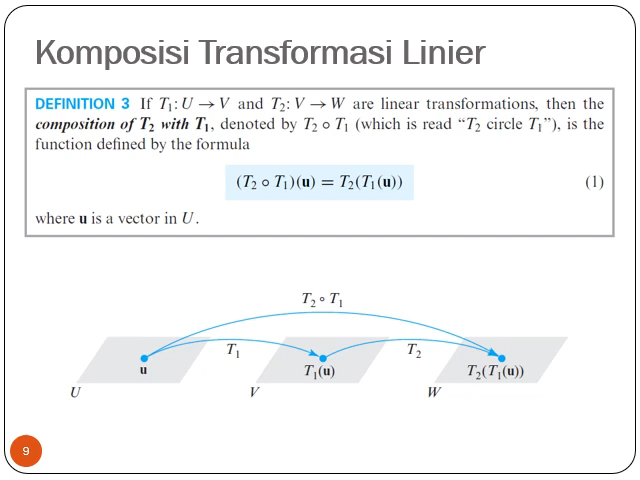 Komposisi Transformasi Linier
DEFINITION 3 If T₁: U → V and T₂: V → W are linear transformations, then the
composition of T₂ with T₁, denoted by T₂ ∘ T₁ (which is read “T₂ circle T₁”), is the
function defined by the formula
(T₂ ∘ T₁)(u) = T₂(T₁(u)) (1)
where u is a vector in U.
T₂ ∘ T₁
T₁ T₂
u T₁(u) T₂(T₁(u))
U V W
9